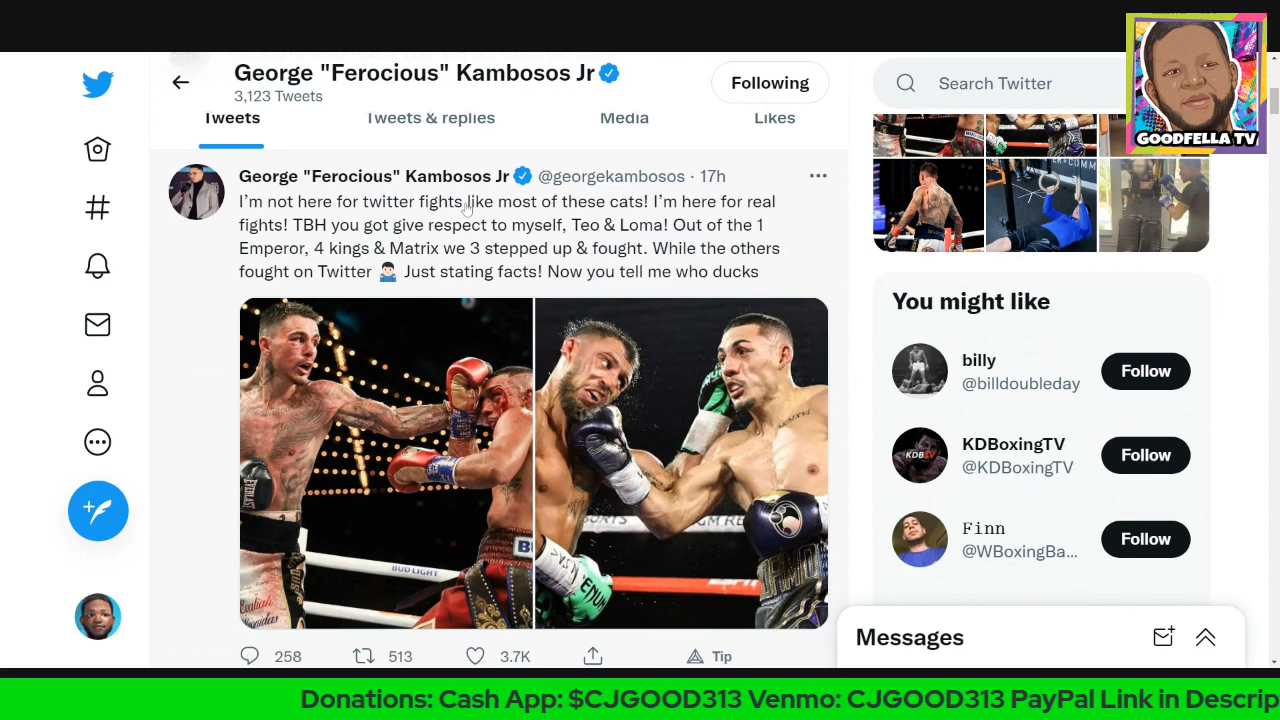 George "Ferocious" Kambosos Jr
3,123 Tweets
Following
Search Twitter
GOODFELLA TV
Tweets
Tweets & replies
Media
Likes
George "Ferocious" Kambosos Jr @georgekambosos · 17h
I'm not here for twitter fights like most of these cats! I'm here for real
fights! TBH you got give respect to myself, Teo & Loma! Out of the 1
Emperor, 4 kings & Matrix we 3 stepped up & fought. While the others
fought on Twitter 🤷🏻‍♂️ Just stating facts! Now you tell me who ducks
EVERLAST
BUD LIGHT
VENUM
258
513
3.7K
Tip
You might like
billy
@billdoubleday
Follow
KDBTV
KDBoxingTV
@KDBoxingTV
Follow
Finn
@WBoxingBa...
Follow
Messages
Donations: Cash App: $CJGOOD313 Venmo: CJGOOD313 PayPal Link in Descrip